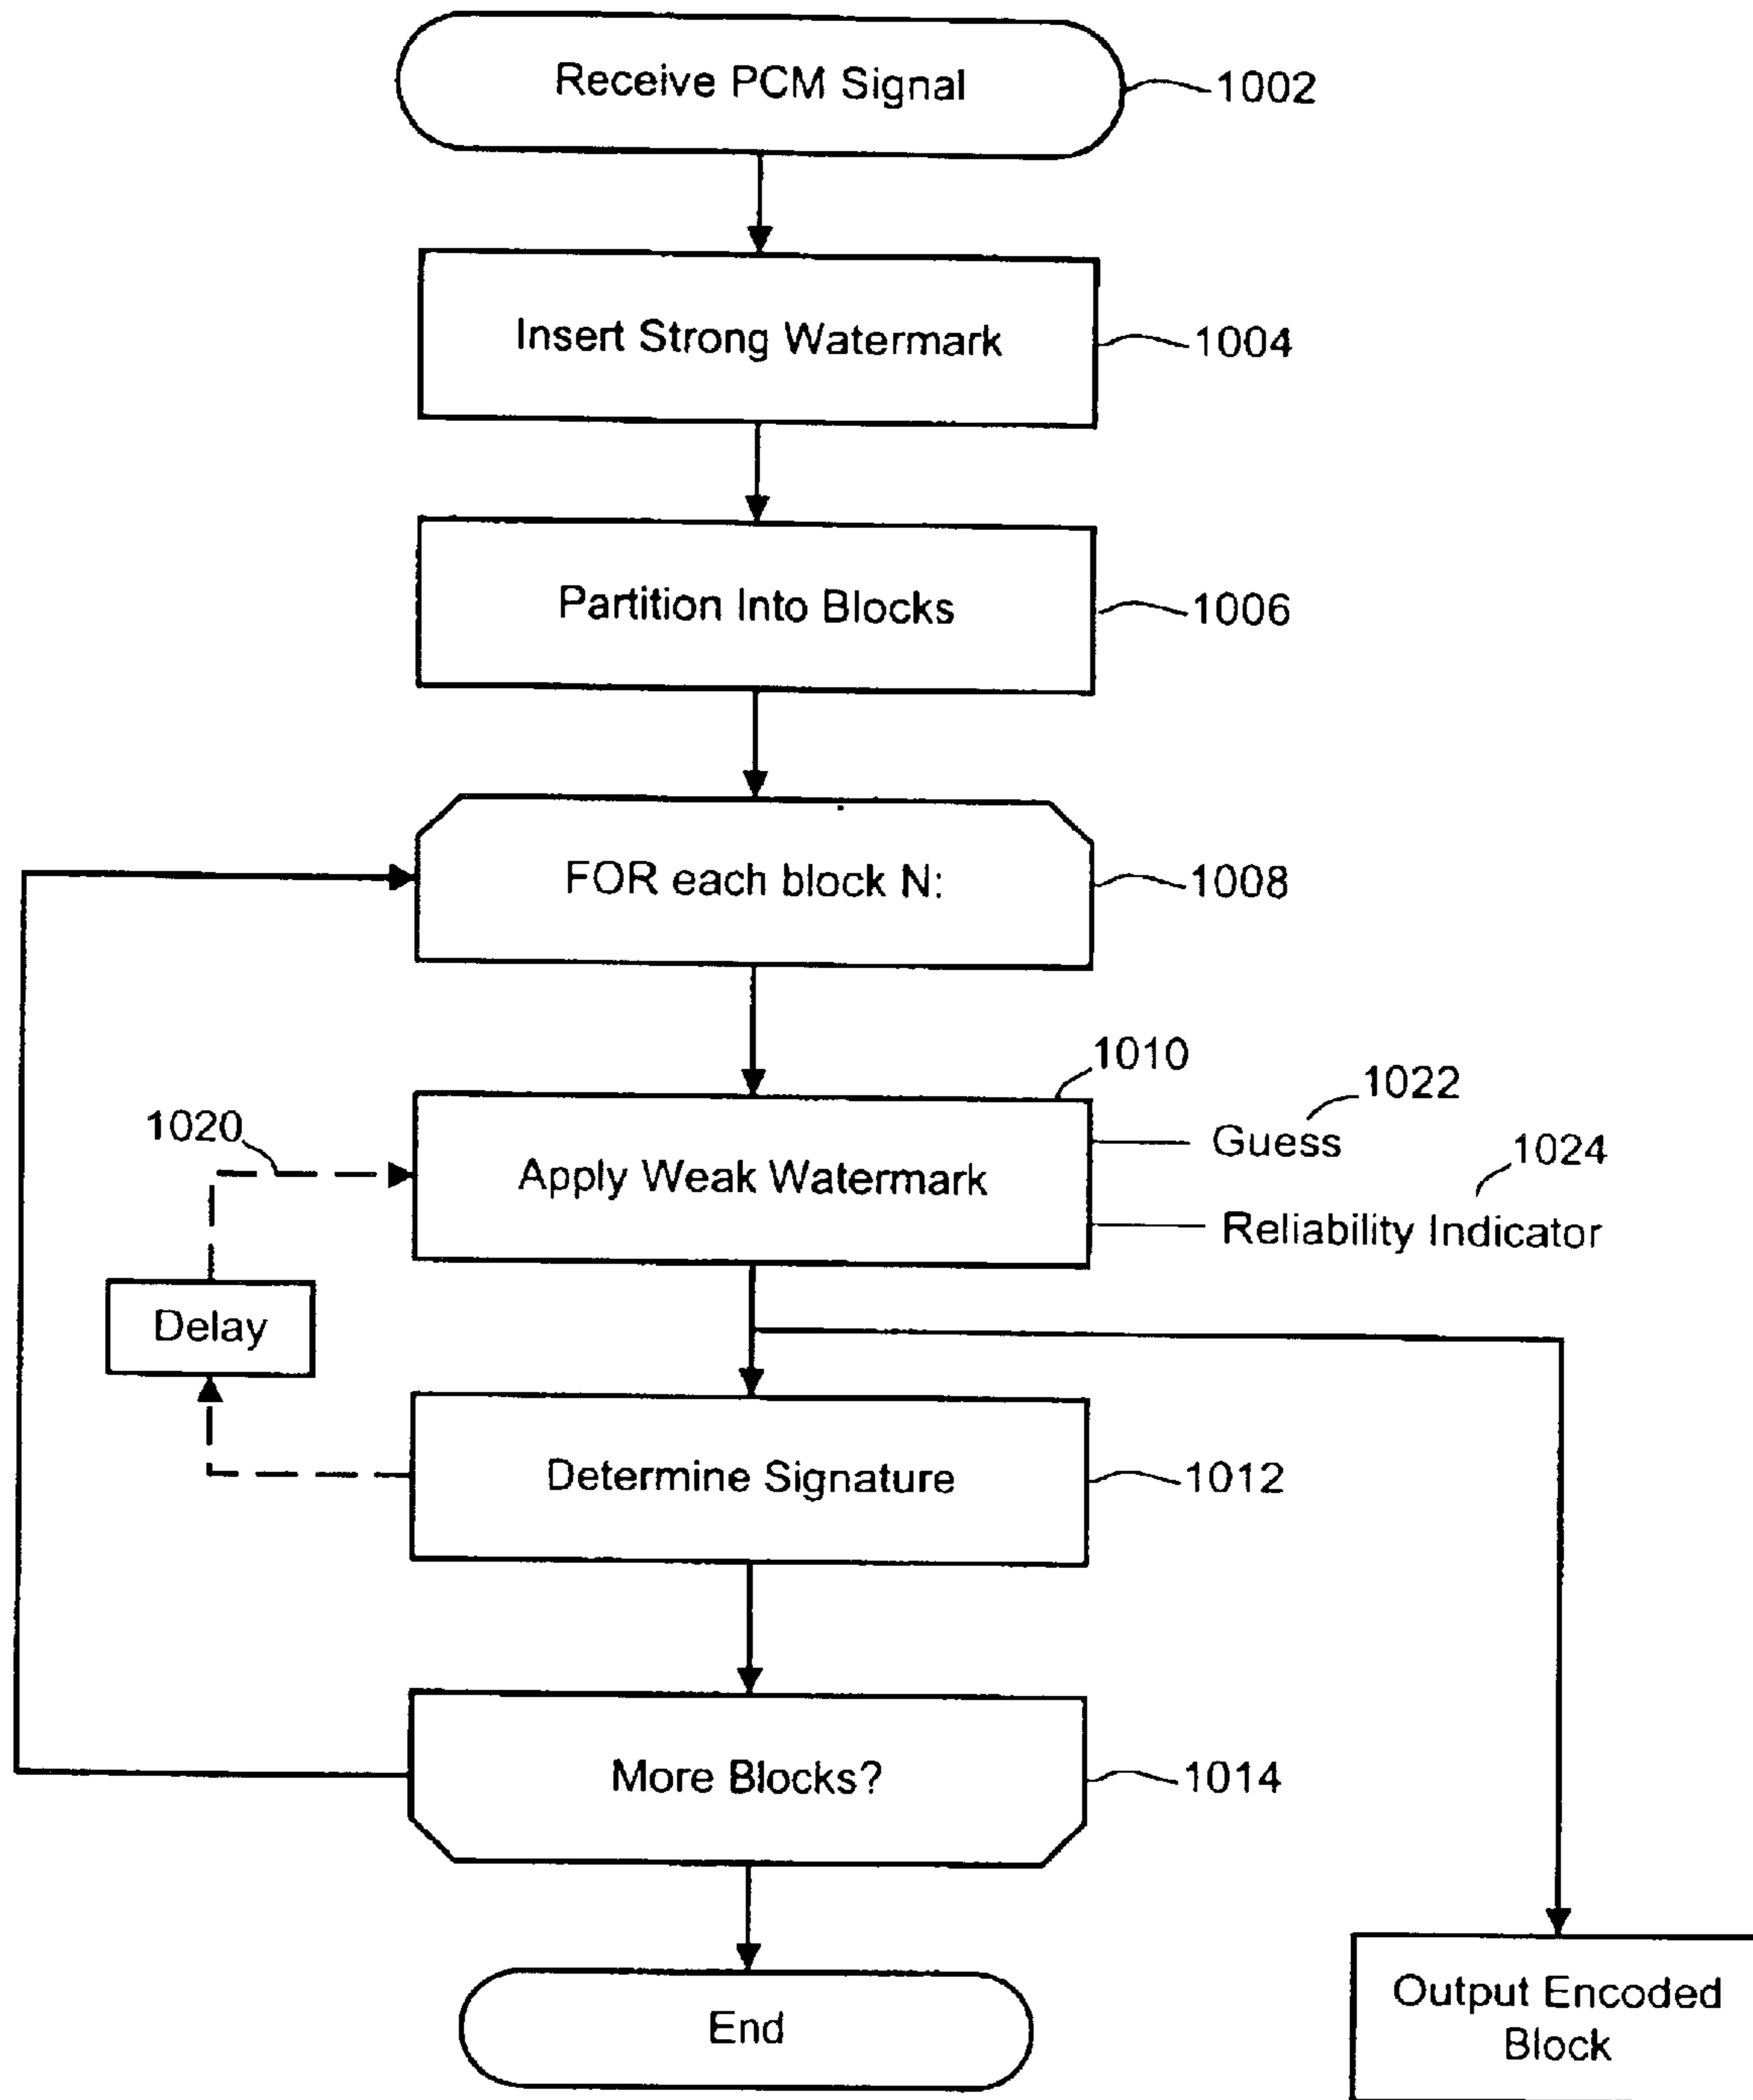 Receive PCM Signal
1002
Insert Strong Watermark
1004
Partition Into Blocks
1006
FOR each block N:
1008
1010
1022
Guess
1020
Apply Weak Watermark
1024
Reliability Indicator
Delay
Determine Signature
1012
More Blocks?
1014
End
Output Encoded
Block